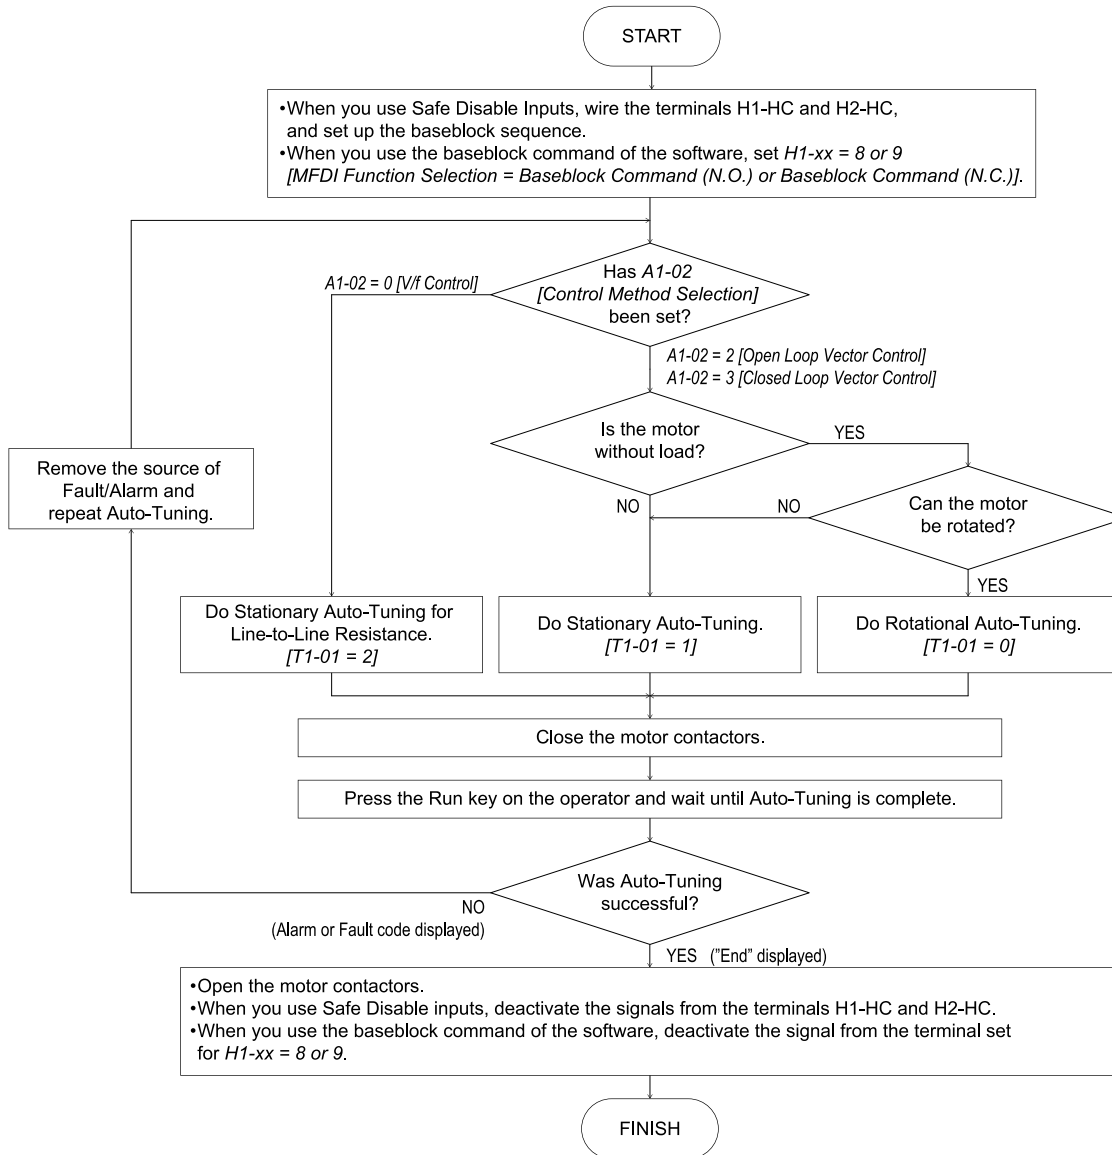 START
•When you use Safe Disable Inputs, wire the terminals H1-HC and H2-HC,
and set up the baseblock sequence.
•When you use the baseblock command of the software, set H1-xx = 8 or 9
[MFDI Function Selection = Baseblock Command (N.O.) or Baseblock Command (N.C.)].
A1-02 = 0 [V/f Control]
Has A1-02
[Control Method Selection]
been set?
A1-02 = 2 [Open Loop Vector Control]
A1-02 = 3 [Closed Loop Vector Control]
Is the motor
without load?
YES
NO
Can the motor
be rotated?
NO
YES
Remove the source of
Fault/Alarm and
repeat Auto-Tuning.
Do Stationary Auto-Tuning for
Line-to-Line Resistance.
[T1-01 = 2]
Do Stationary Auto-Tuning.
[T1-01 = 1]
Do Rotational Auto-Tuning.
[T1-01 = 0]
Close the motor contactors.
Press the Run key on the operator and wait until Auto-Tuning is complete.
Was Auto-Tuning
successful?
NO
(Alarm or Fault code displayed)
YES ("End" displayed)
•Open the motor contactors.
•When you use Safe Disable inputs, deactivate the signals from the terminals H1-HC and H2-HC.
•When you use the baseblock command of the software, deactivate the signal from the terminal set
for H1-xx = 8 or 9.
FINISH